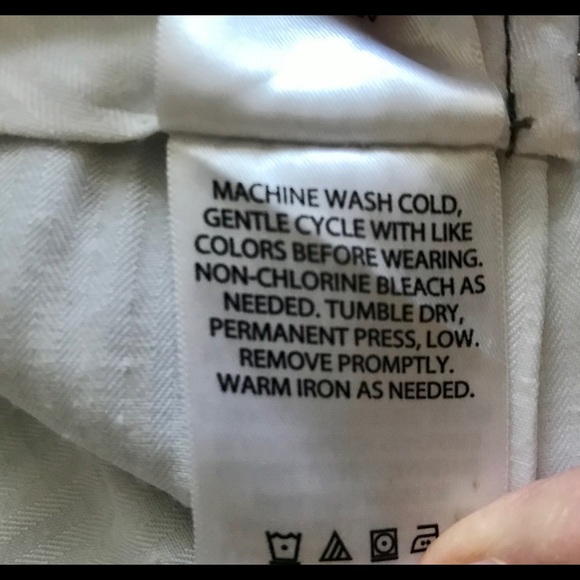 MACHINE WASH COLD,
GENTLE CYCLE WITH LIKE
COLORS BEFORE WEARING.
NON-CHLORINE BLEACH AS
NEEDED. TUMBLE DRY,
PERMANENT PRESS, LOW.
REMOVE PROMPTLY.
WARM IRON AS NEEDED.